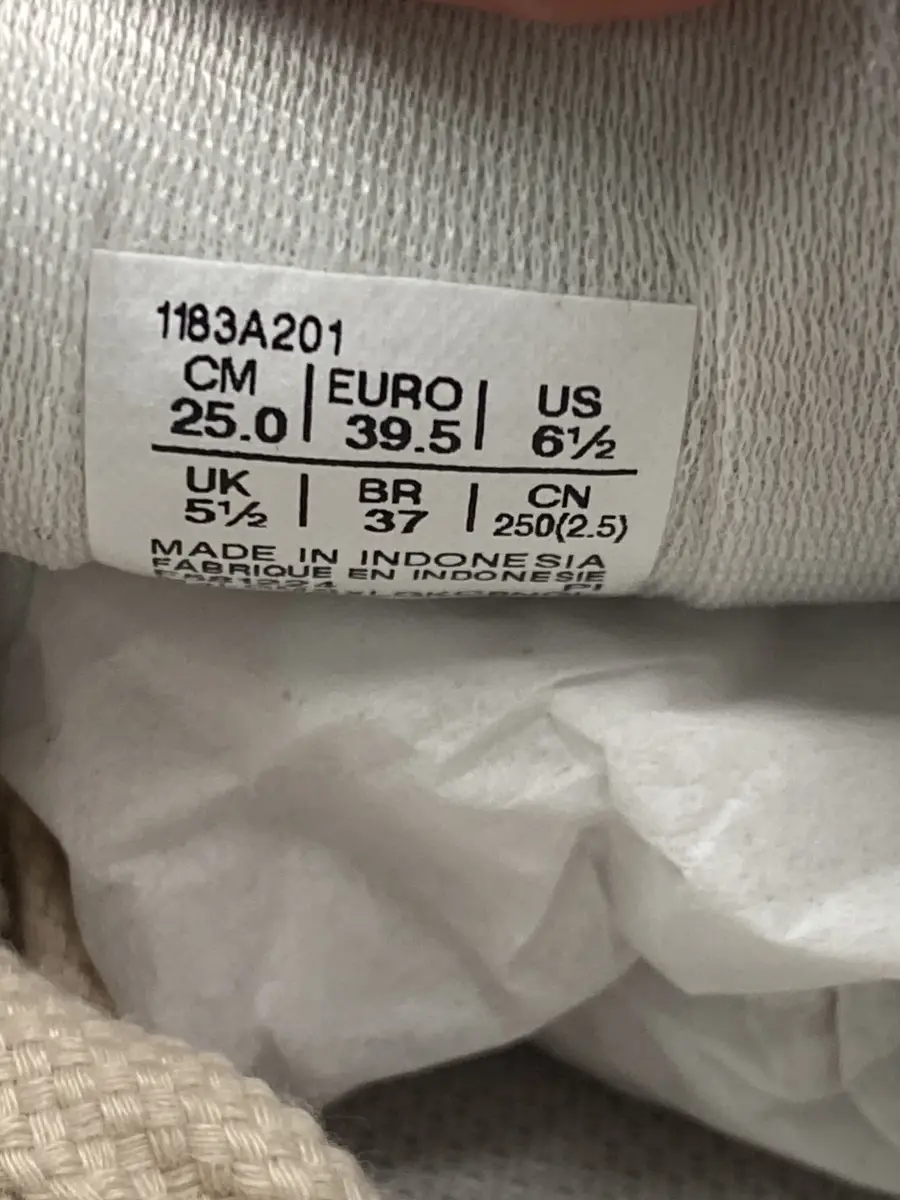 1183A201
CM | EURO | US
25.0 | 39.5 | 6½
UK | BR | CN
5½ | 37 | 250(2.5)
MADE IN INDONESIA
FABRIQUE EN INDONESIE
PI